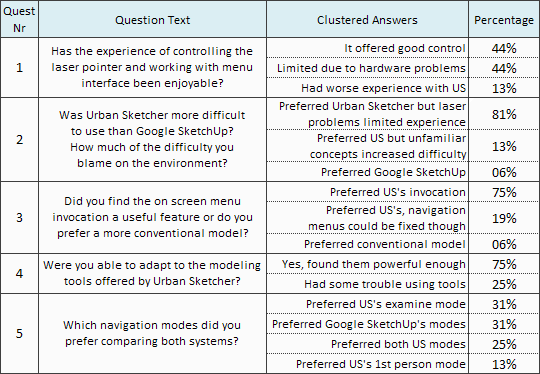 Quest Nr Question Text Clustered Answers Percentage
1
Has the experience of controlling the
laser pointer and working with menu
interface been enjoyable?
It offered good control 44%
Limited due to hardware problems 44%
Had worse experience with US 13%
2
Was Urban Sketcher more difficult
to use than Google SketchUp?
How much of the difficulty you
blame on the environment?
Preferred Urban Sketcher but laser
problems limited experience 81%
Preferred US but unfamiliar
concepts increased difficulty 13%
Preferred Google SketchUp 06%
3
Did you find the on screen menu
invocation a useful feature or do you
prefer a more conventional model?
Preferred US's invocation 75%
Preferred US's, navigation
menus could be fixed though 19%
Preferred conventional model 06%
4
Were you able to adapt to the modeling
tools offered by Urban Sketcher?
Yes, found them powerful enough 75%
Had some trouble using tools 25%
5
Which navigation modes did you
prefer comparing both systems?
Preferred US's examine mode 31%
Preferred Google SketchUp's modes 31%
Preferred both US modes 25%
Preferred US's 1st person mode 13%